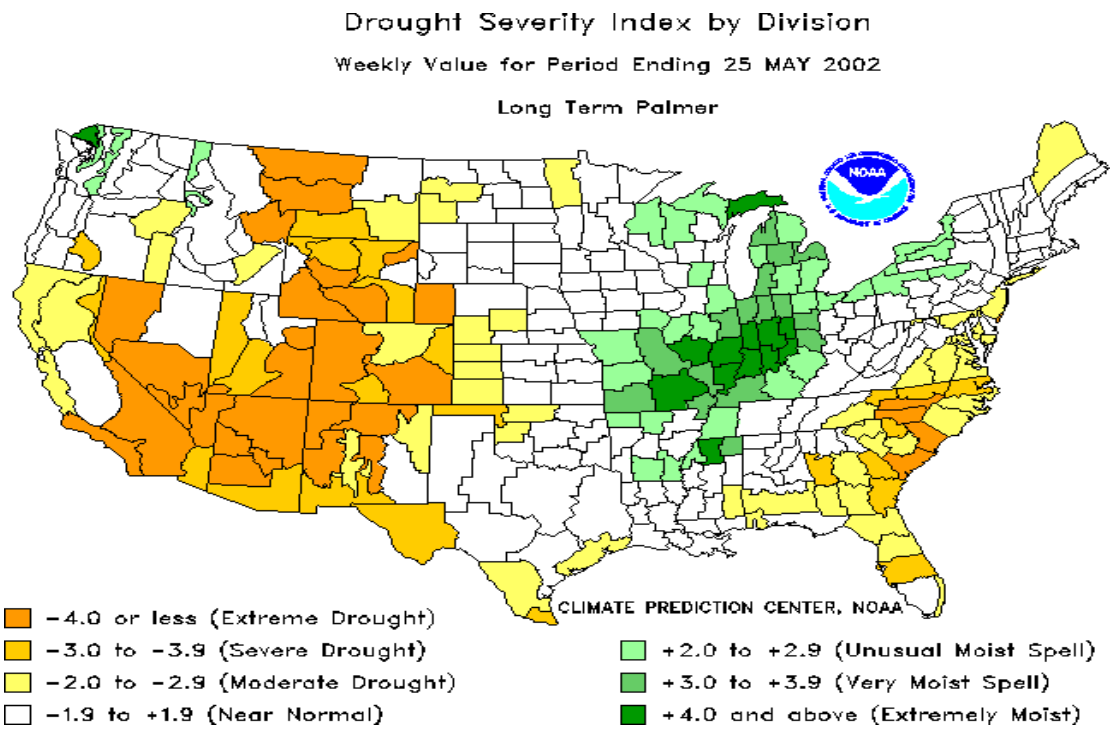 Drought Severity Index by Division
Weekly Value for Period Ending 25 MAY 2002
Long Term Palmer
NOAA
CLIMATE PREDICTION CENTER, NOAA
-4.0 or less (Extreme Drought)
-3.0 to -3.9 (Severe Drought)
-2.0 to -2.9 (Moderate Drought)
-1.9 to +1.9 (Near Normal)
+2.0 to +2.9 (Unusual Moist Spell)
+3.0 to +3.9 (Very Moist Spell)
+4.0 and above (Extremely Moist)